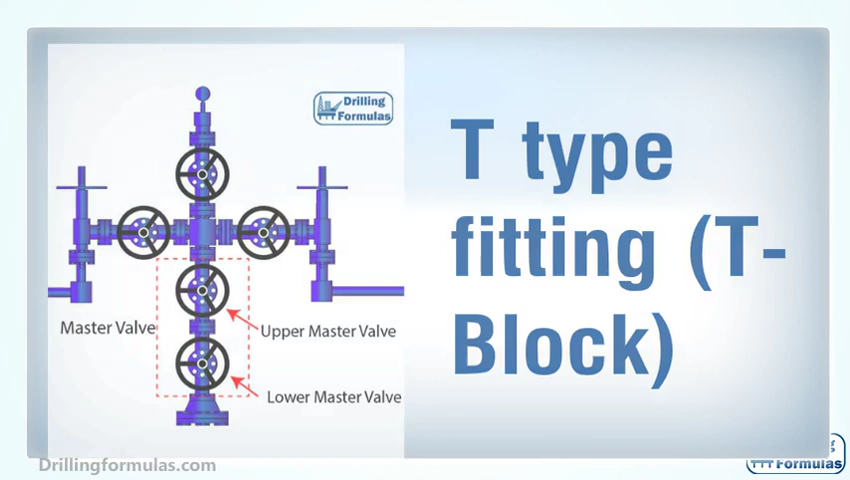 Drilling
Formulas
T type
fitting (T-
Block)
Master Valve
Upper Master Valve
Lower Master Valve
Drillingformulas.com
Formulas